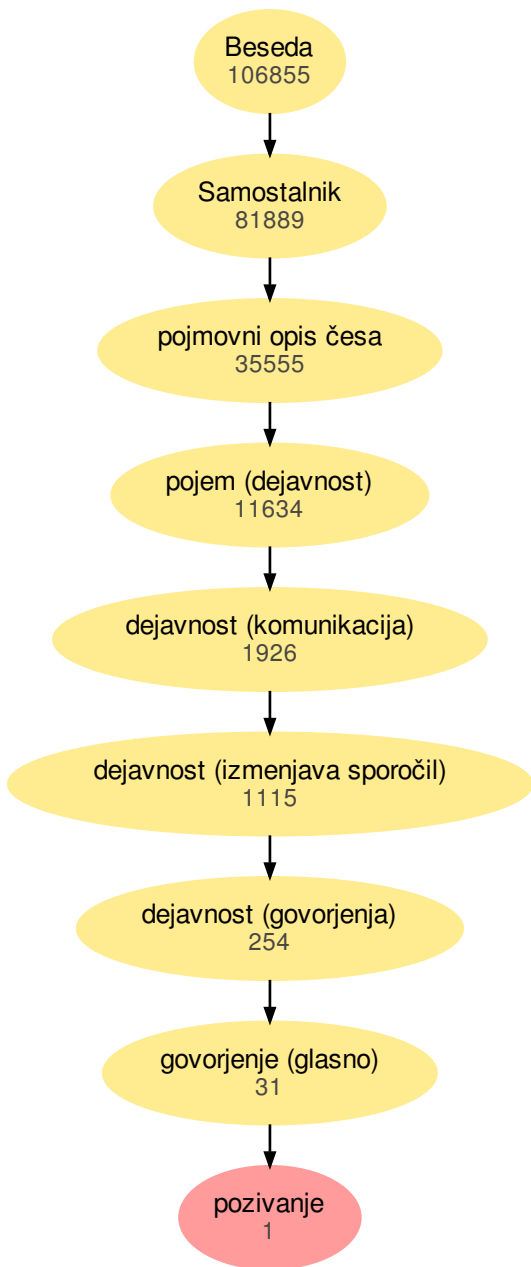 Beseda
106855
Samostalnik
81889
pojmovni opis česa
35555
pojem (dejavnost)
11634
dejavnost (komunikacija)
1926
dejavnost (izmenjava sporočil)
1115
dejavnost (govorjenja)
254
govorjenje (glasno)
31
pozivanje
1